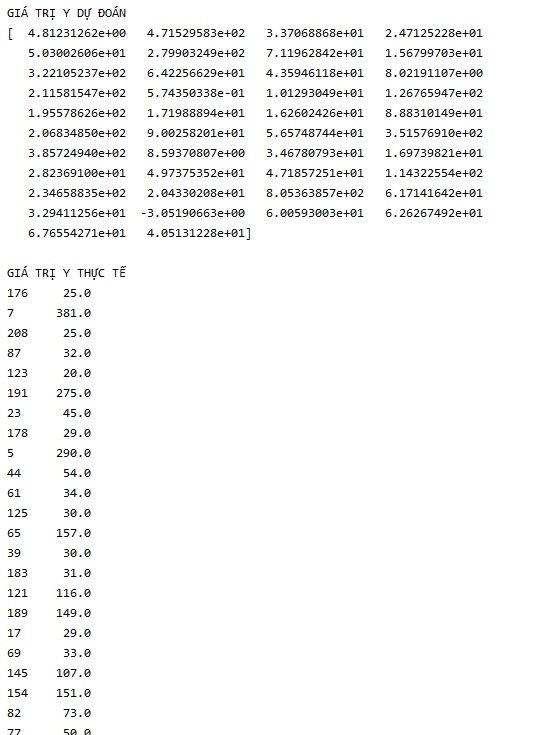 GIÁ TRỊ Y DỰ ĐOÁN
[  4.81231262e+00   4.71529583e+02   3.37068868e+01   2.47125228e+01
   5.03002606e+01   2.79903249e+02   7.11962842e+01   1.56799703e+01
   3.22105237e+02   6.42256629e+01   4.35946118e+01   8.02191107e+00
   2.11581547e+02   5.74350338e-01   1.01293049e+01   1.26765947e+02
   1.95578626e+02   1.71988894e+01   1.62602426e+01   8.88310149e+01
   2.06834850e+02   9.00258201e+01   5.65748744e+01   3.51576910e+02
   3.85724940e+02   8.59370807e+00   3.46780793e+01   1.69739821e+01
   2.82369100e+01   4.97375352e+01   4.71857251e+01   1.14322554e+02
   2.34658835e+02   2.04330208e+01   8.05363857e+02   6.17141642e+01
   3.29411256e+01  -3.05190663e+00   6.00593003e+01   6.26267492e+01
   6.76554271e+01   4.05131228e+01]
GIÁ TRỊ Y THỰC TẾ
176     25.0
7      381.0
208     25.0
87      32.0
123     20.0
191    275.0
23      45.0
178     29.0
5      290.0
44      54.0
61      34.0
125     30.0
65     157.0
39      30.0
183     31.0
121    116.0
189    149.0
17      29.0
69      33.0
145    107.0
154    151.0
82      73.0
77      50.0